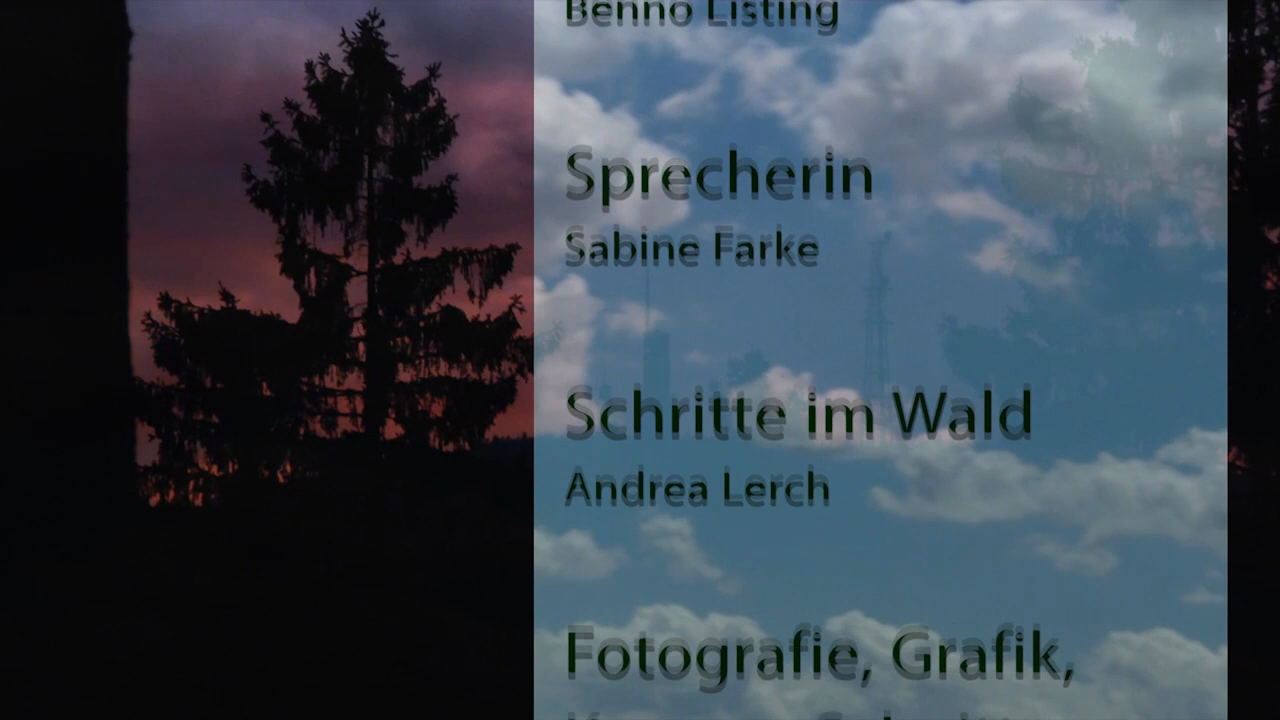 Benno Listing
Sprecherin
Sabine Farke
Schritte im Wald
Andrea Lerch
Fotografie, Grafik,